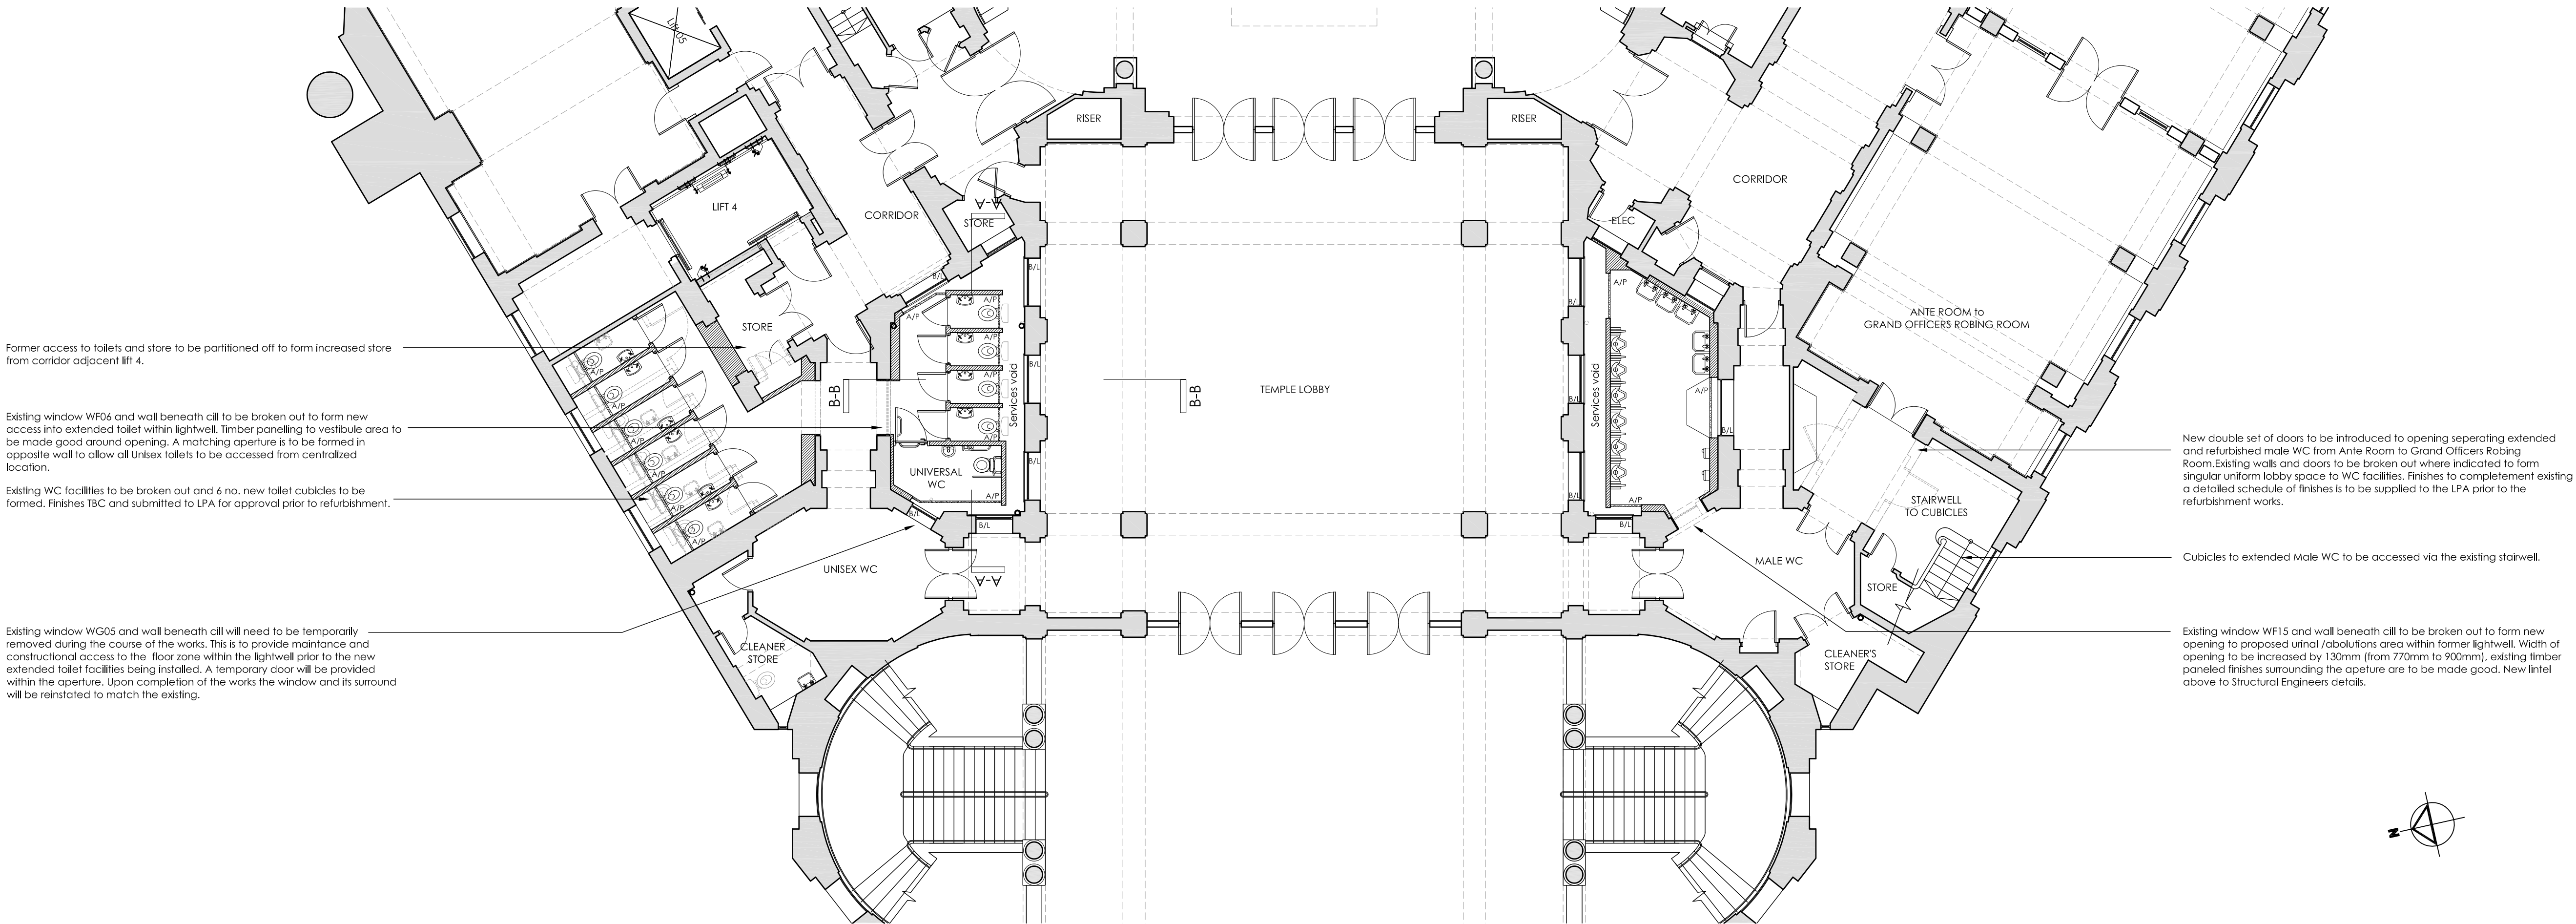 Lift 05
RISER
RISER
CORRIDOR
LIFT 4
CORRIDOR
A-A
STORE
ELEC
B/L
B/L
B/L
A/P
A/P
A/P
A/P
ANTE ROOM to
GRAND OFFICERS ROBING ROOM
STORE
Former access to toilets and store to be partitioned off to form increased store
from corridor adjacent lift 4.
A/P
A/P
B/L
B/L
Services void
Services void
B-B
B-B
TEMPLE LOBBY
A/P
A/P
A/P
B/L
B/L
Existing window WF06 and wall beneath cill to be broken out to form new
access into extended toilet within lightwell. Timber panelling to vestibule area to
be made good around opening. A matching aperture is to be formed in
opposite wall to allow all Unisex toilets to be accessed from centralized
location.
A/P
A/P
New double set of doors to be introduced to opening seperating extended
and refurbished male WC from Ante Room to Grand Officers Robing
Room.Existing walls and doors to be broken out where indicated to form
singular uniform lobby space to WC facilities. Finishes to completement existing
a detailed schedule of finishes is to be supplied to the LPA prior to the
refurbishment works.
B/L
B/L
UNIVERSAL
WC
A/P
A/P
A/P
Existing WC facilities to be broken out and 6 no. new toilet cubicles to be
formed. Finishes TBC and submitted to LPA for approval prior to refurbishment.
STAIRWELL
TO CUBICLES
B/L
B/L
B/L
A/P
Cubicles to extended Male WC to be accessed via the existing stairwell.
UNISEX WC
A-A
MALE WC
STORE
Existing window WG05 and wall beneath cill will need to be temporarily
removed during the course of the works. This is to provide maintance and
constructional access to the floor zone within the lightwell prior to the new
extended toilet facilities being installed. A temporary door will be provided
within the aperture. Upon completion of the works the window and its surround
will be reinstated to match the existing.
CLEANER
STORE
CLEANER'S
STORE
Existing window WF15 and wall beneath cill to be broken out to form new
opening to proposed urinal /abolutions area within former lightwell. Width of
opening to be increased by 130mm (from 770mm to 900mm), existing timber
paneled finishes surrounding the apeture are to be made good. New lintel
above to Structural Engineers details.
N